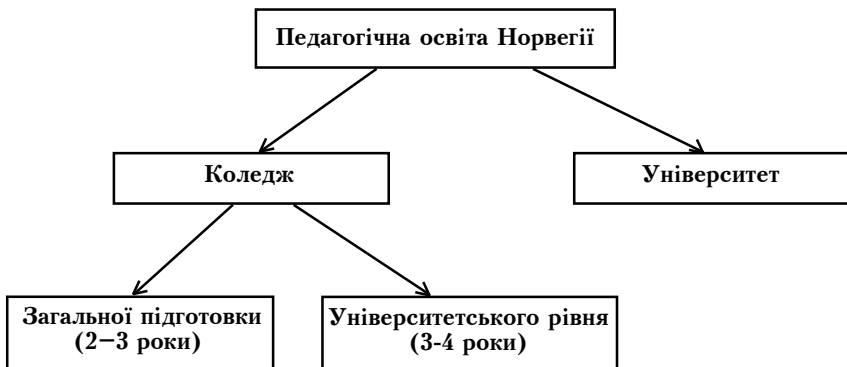 Педагогічна освіта Норвегії
Коледж
Університет
Загальної підготовки
(2–3 роки)
Університетського рівня
(3-4 роки)